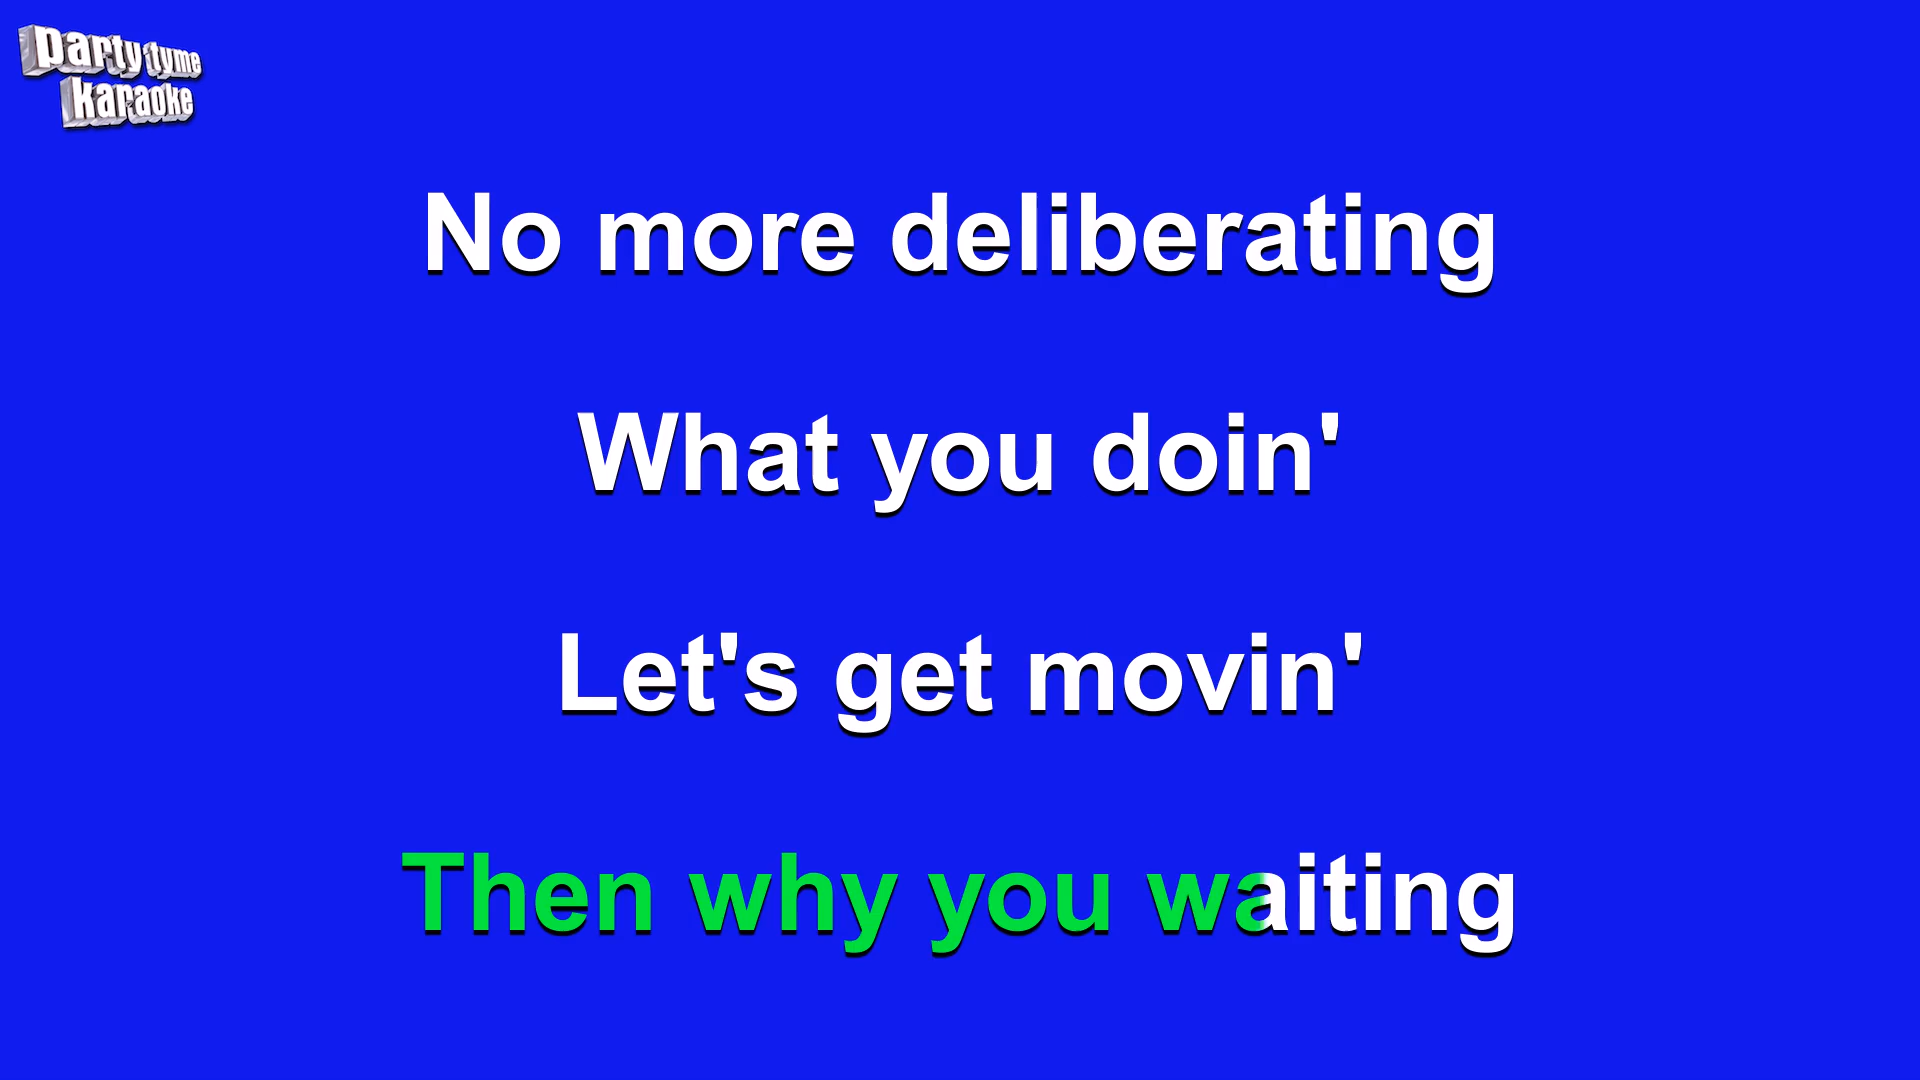 party tyme
karaoke
No more deliberating
What you doin'
Let's get movin'
Then why you waiting